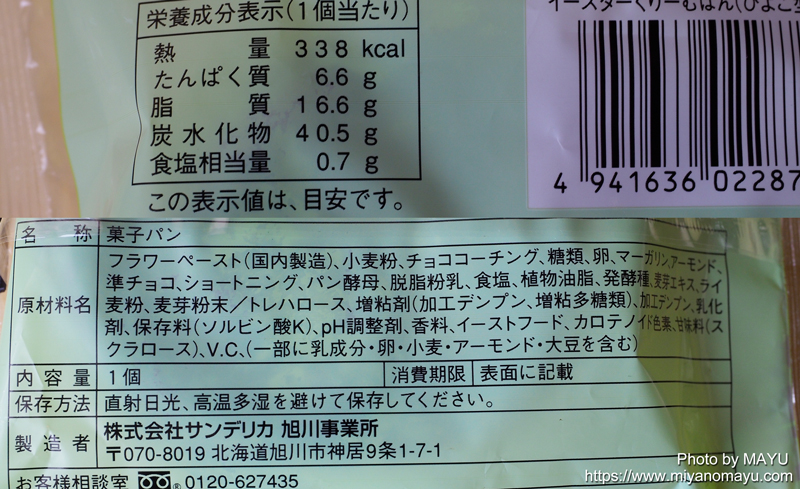 栄養成分表示(1個当たり)
イースターくりーむぱん(ひよこ
熱量 338 kcal
たんぱく質 6.6 g
脂質 16.6 g
炭水化物 40.5 g
食塩相当量 0.7 g
この表示値は、目安です。
4 941636 02287
名称 菓子パン
原材料名 フラワーペースト(国内製造)、小麦粉、チョココーチング、糖類、卵、マーガリン、アーモンド、
準チョコ、ショートニング、パン酵母、脱脂粉乳、食塩、植物油脂、発酵種、麦芽エキス、ライ
麦粉、麦芽粉末/トレハロース、増粘剤(加工デンプン、増粘多糖類)、加工デンプン、乳化
剤、保存料(ソルビン酸K)、pH調整剤、香料、イーストフード、カロテノイド色素、甘味料(ス
クラロース)、V.C、(一部に乳成分・卵・小麦・アーモンド・大豆を含む)
内容量 1個 消費期限 表面に記載
保存方法 直射日光、高温多湿を避けて保存してください。
製造者 株式会社サンデリカ 旭川事業所
〒070-8019 北海道旭川市神居9条1-7-1
お客様相談室 0120-627435
Photo by MAYU
https://www.miyanomayu.com